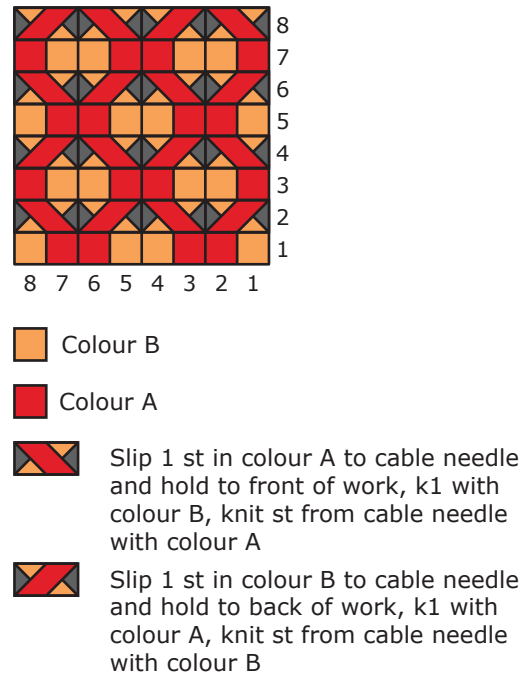 8
7
6
5
4
3
2
1
8 7 6 5 4 3 2 1
Colour B
Colour A
Slip 1 st in colour A to cable needle
and hold to front of work, k1 with
colour B, knit st from cable needle
with colour A
Slip 1 st in colour B to cable needle
and hold to back of work, k1 with
colour A, knit st from cable needle
with colour B